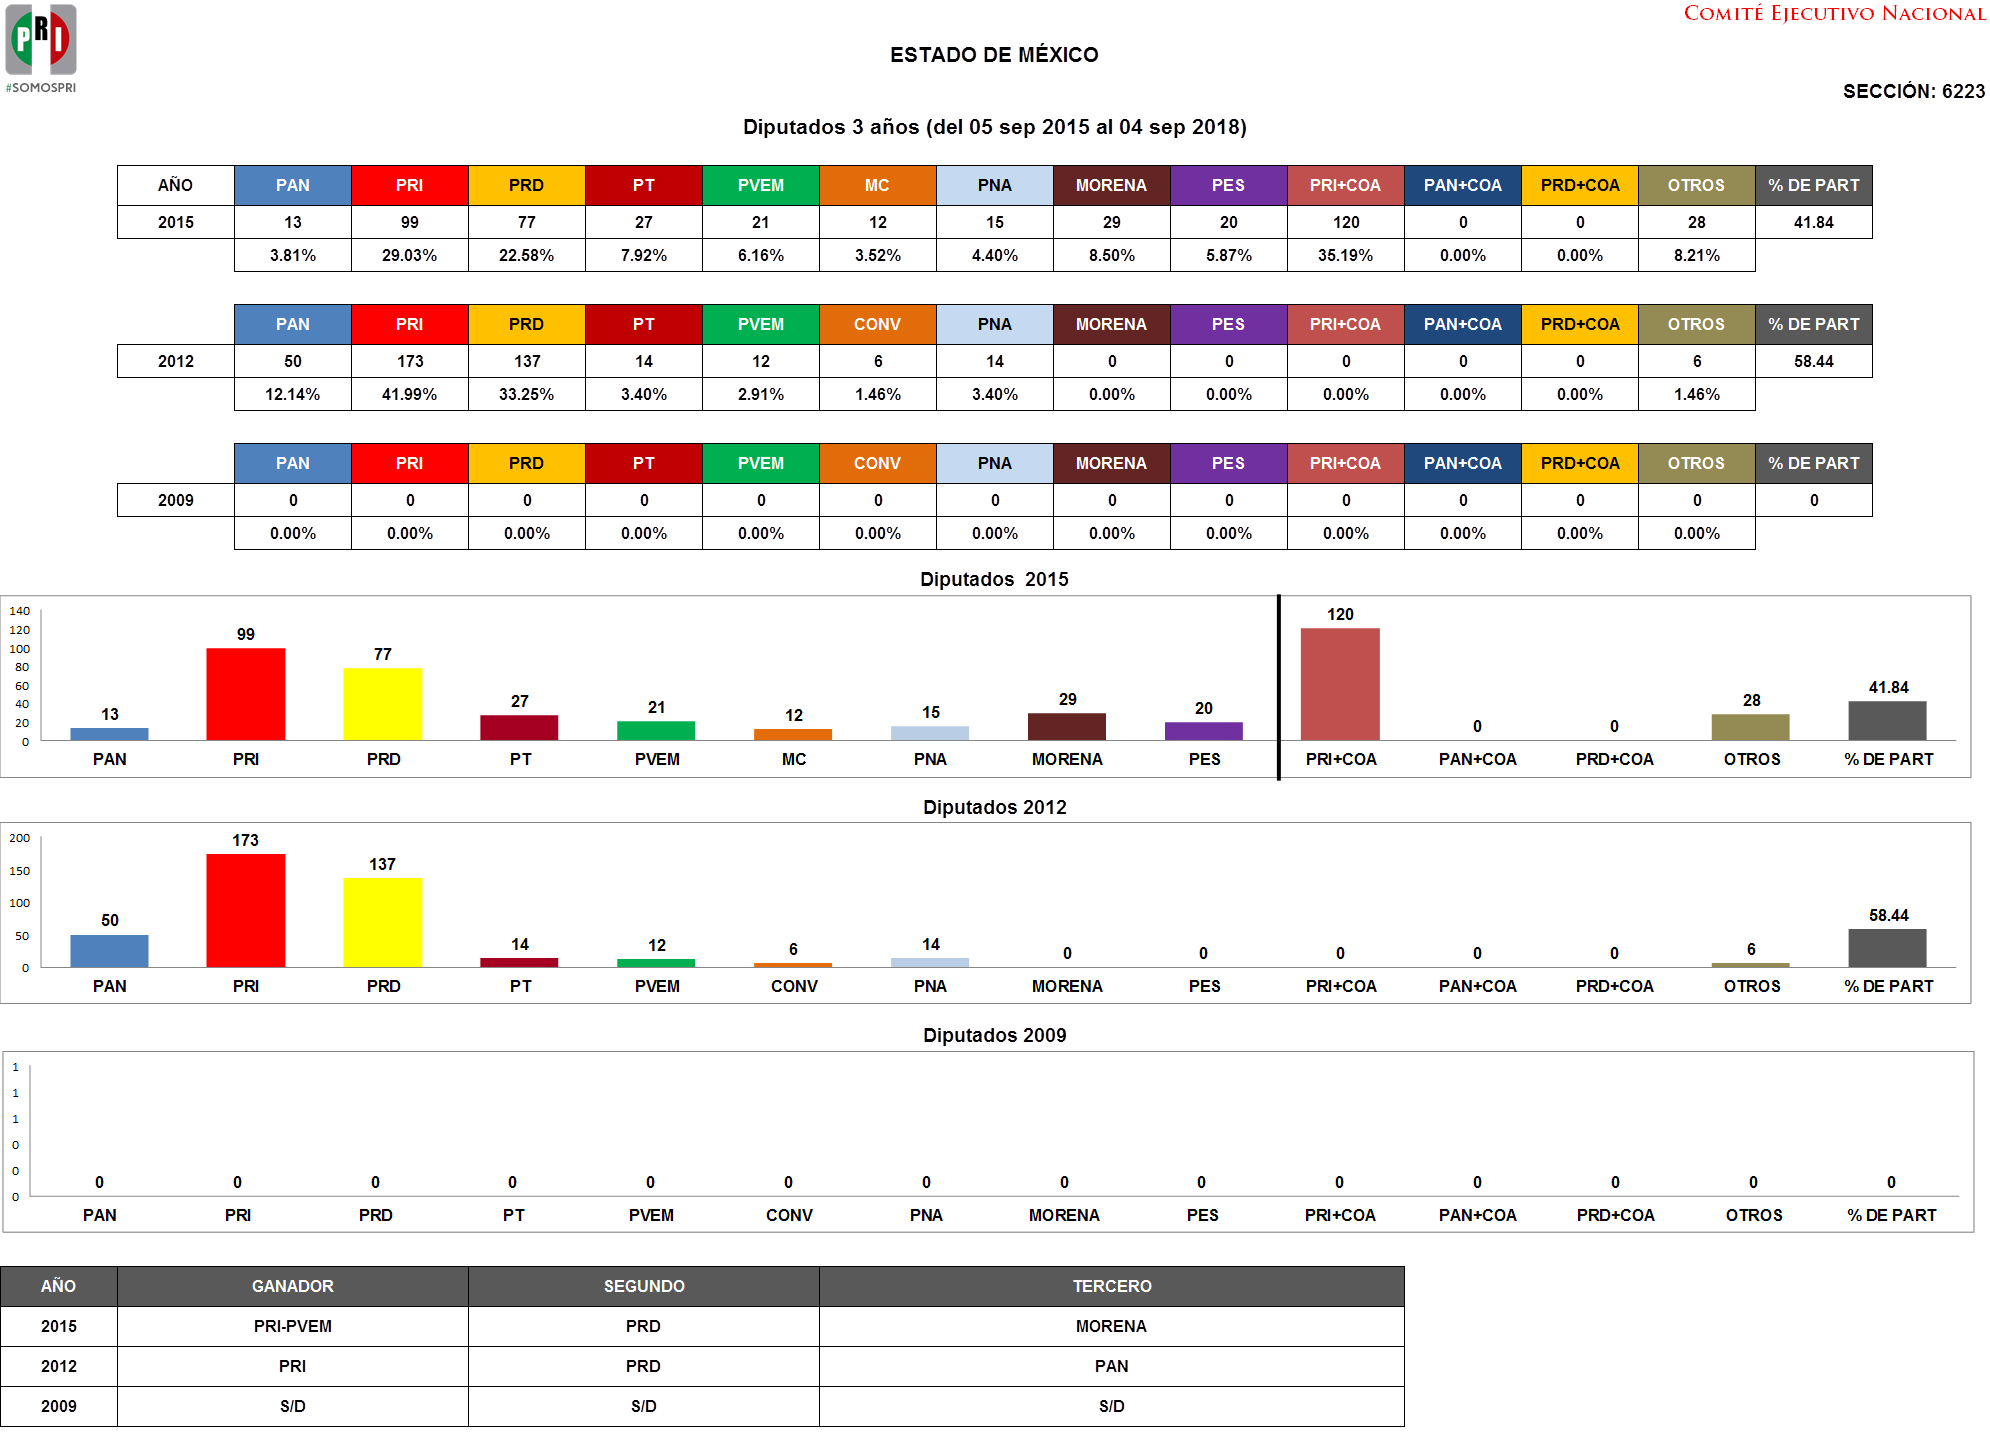 COMITÉ EJECUTIVO NACIONAL
PRI
#SOMOSPRI
ESTADO DE MÉXICO
SECCIÓN: 6223
Diputados 3 años (del 05 sep 2015 al 04 sep 2018)
AÑO PAN PRI PRD PT PVEM MC PNA MORENA PES PRI+COA PAN+COA PRD+COA OTROS % DE PART
2015 13 99 77 27 21 12 15 29 20 120 0 0 28 41.84
3.81% 29.03% 22.58% 7.92% 6.16% 3.52% 4.40% 8.50% 5.87% 35.19% 0.00% 0.00% 8.21%
PAN PRI PRD PT PVEM CONV PNA MORENA PES PRI+COA PAN+COA PRD+COA OTROS % DE PART
2012 50 173 137 14 12 6 14 0 0 0 0 0 6 58.44
12.14% 41.99% 33.25% 3.40% 2.91% 1.46% 3.40% 0.00% 0.00% 0.00% 0.00% 0.00% 1.46%
PAN PRI PRD PT PVEM CONV PNA MORENA PES PRI+COA PAN+COA PRD+COA OTROS % DE PART
2009 0 0 0 0 0 0 0 0 0 0 0 0 0 0
0.00% 0.00% 0.00% 0.00% 0.00% 0.00% 0.00% 0.00% 0.00% 0.00% 0.00% 0.00% 0.00%
Diputados 2015
140
120
100
80
60
40
20
0
13 99 77 27 21 12 15 29 20 120 0 0 28 41.84
PAN PRI PRD PT PVEM MC PNA MORENA PES PRI+COA PAN+COA PRD+COA OTROS % DE PART
Diputados 2012
200
150
100
50
0
50 173 137 14 12 6 14 0 0 0 0 0 6 58.44
PAN PRI PRD PT PVEM CONV PNA MORENA PES PRI+COA PAN+COA PRD+COA OTROS % DE PART
Diputados 2009
1
1
1
0
0
0
0 0 0 0 0 0 0 0 0 0 0 0 0 0
PAN PRI PRD PT PVEM CONV PNA MORENA PES PRI+COA PAN+COA PRD+COA OTROS % DE PART
AÑO GANADOR SEGUNDO TERCERO
2015 PRI-PVEM PRD MORENA
2012 PRI PRD PAN
2009 S/D S/D S/D